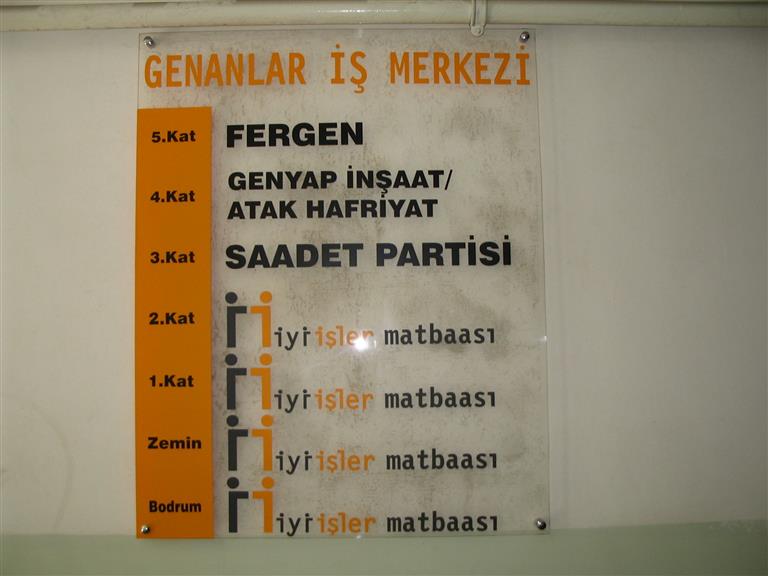 GENANLAR İŞ MERKEZİ
5.Kat FERGEN
4.Kat GENYAP İNŞAAT/
ATAK HAFRİYAT
3.Kat SAADET PARTİSİ
2.Kat iyi işler matbaası
1.Kat iyi işler matbaası
Zemin iyi işler matbaası
Bodrum iyi işler matbaası